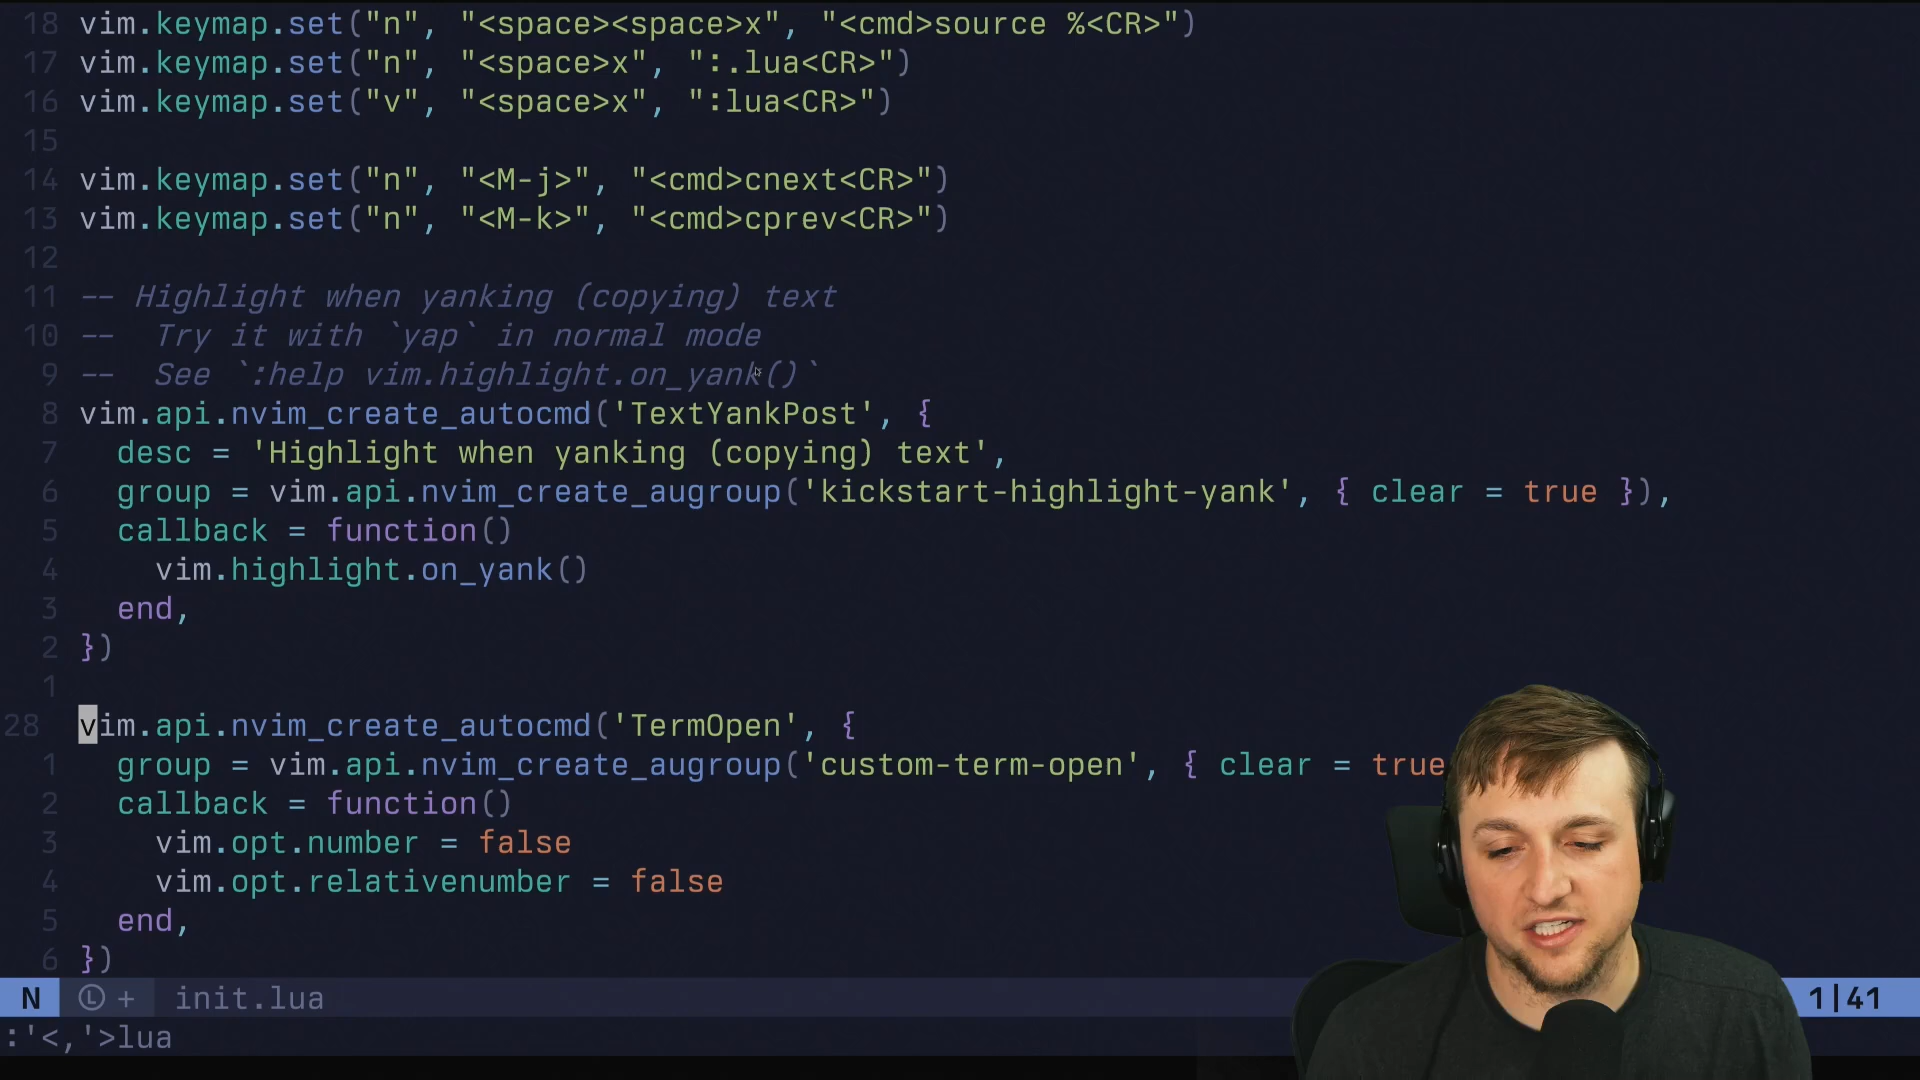 18 vim.keymap.set("n", "<space><space>x", "<cmd>source %<CR>")
17 vim.keymap.set("n", "<space>x", ":.lua<CR>")
16 vim.keymap.set("v", "<space>x", ":lua<CR>")
15
14 vim.keymap.set("n", "<M-j>", "<cmd>cnext<CR>")
13 vim.keymap.set("n", "<M-k>", "<cmd>cprev<CR>")
12
11 -- Highlight when yanking (copying) text
10 --  Try it with `yap` in normal mode
9 --  See `:help vim.highlight.on_yank()`
8 vim.api.nvim_create_autocmd('TextYankPost', {
7   desc = 'Highlight when yanking (copying) text',
6   group = vim.api.nvim_create_augroup('kickstart-highlight-yank', { clear = true }),
5   callback = function()
4     vim.highlight.on_yank()
3   end,
2 })
1
28 vim.api.nvim_create_autocmd('TermOpen', {
1   group = vim.api.nvim_create_augroup('custom-term-open', { clear = true
2   callback = function()
3     vim.opt.number = false
4     vim.opt.relativenumber = false
5   end,
6 })
N Ⓛ + init.lua 1|41
:'<,'>lua